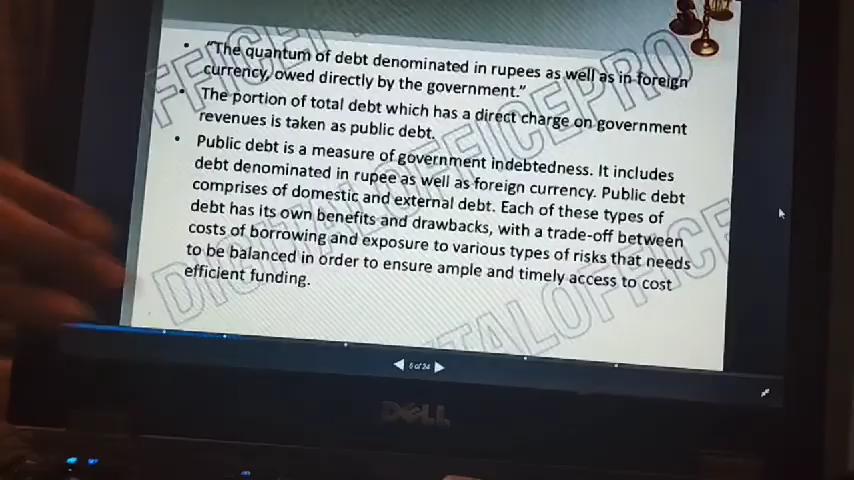 • "The quantum of debt denominated in rupees as well as in foreign
currency, owed directly by the government."
• The portion of total debt which has a direct charge on government
revenues is taken as public debt.
• Public debt is a measure of government indebtedness. It includes
debt denominated in rupee as well as foreign currency. Public debt
comprises of domestic and external debt. Each of these types of
debt has its own benefits and drawbacks, with a trade-off between
costs of borrowing and exposure to various types of risks that needs
to be balanced in order to ensure ample and timely access to cost
efficient funding.
DIGITALOFFICEPRO
6 of 24
DELL